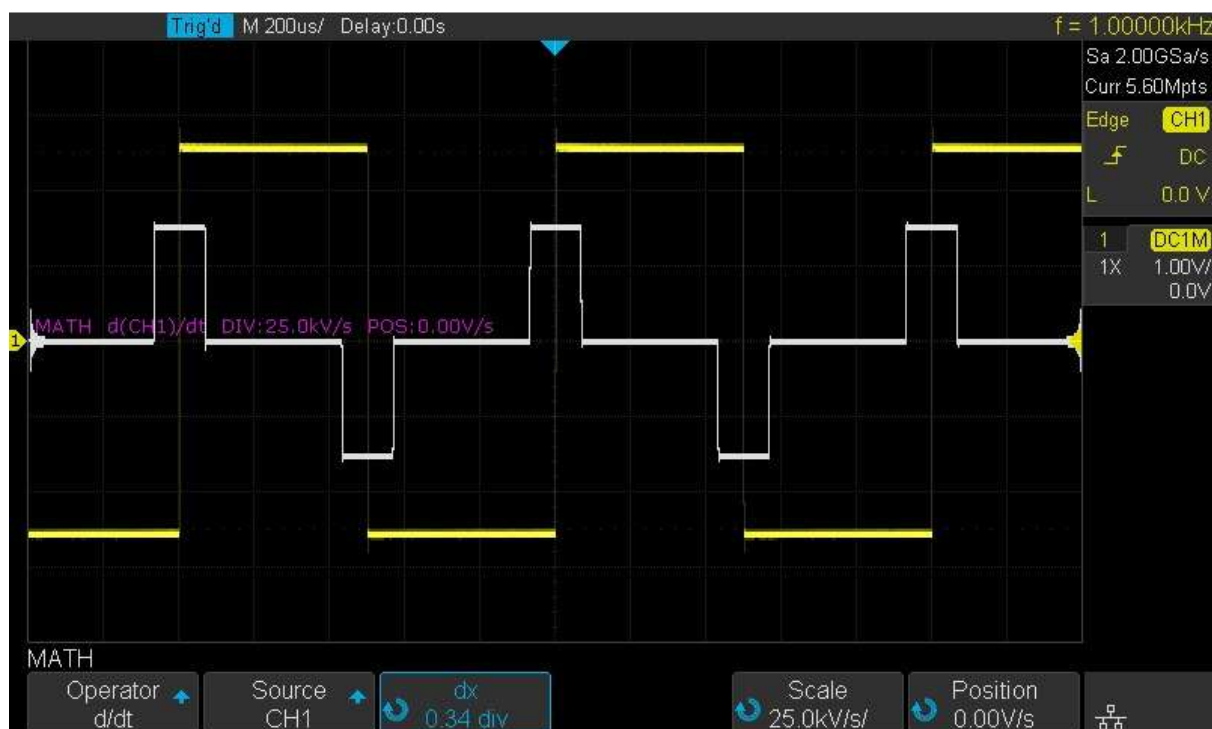 Trig'd M 200us/ Delay:0.00s f = 1.00000kHz
Sa 2.00GSa/s
Curr 5.60Mpts
Edge CH1
DC
L 0.0 V
1 DC1M
1X 1.00V/
0.0V
MATH d(CH1)/dt DIV:25.0kV/s POS:0.00V/s
1
MATH
Operator Source dx Scale Position
d/dt CH1 0.34 div 25.0kV/s/ 0.00V/s